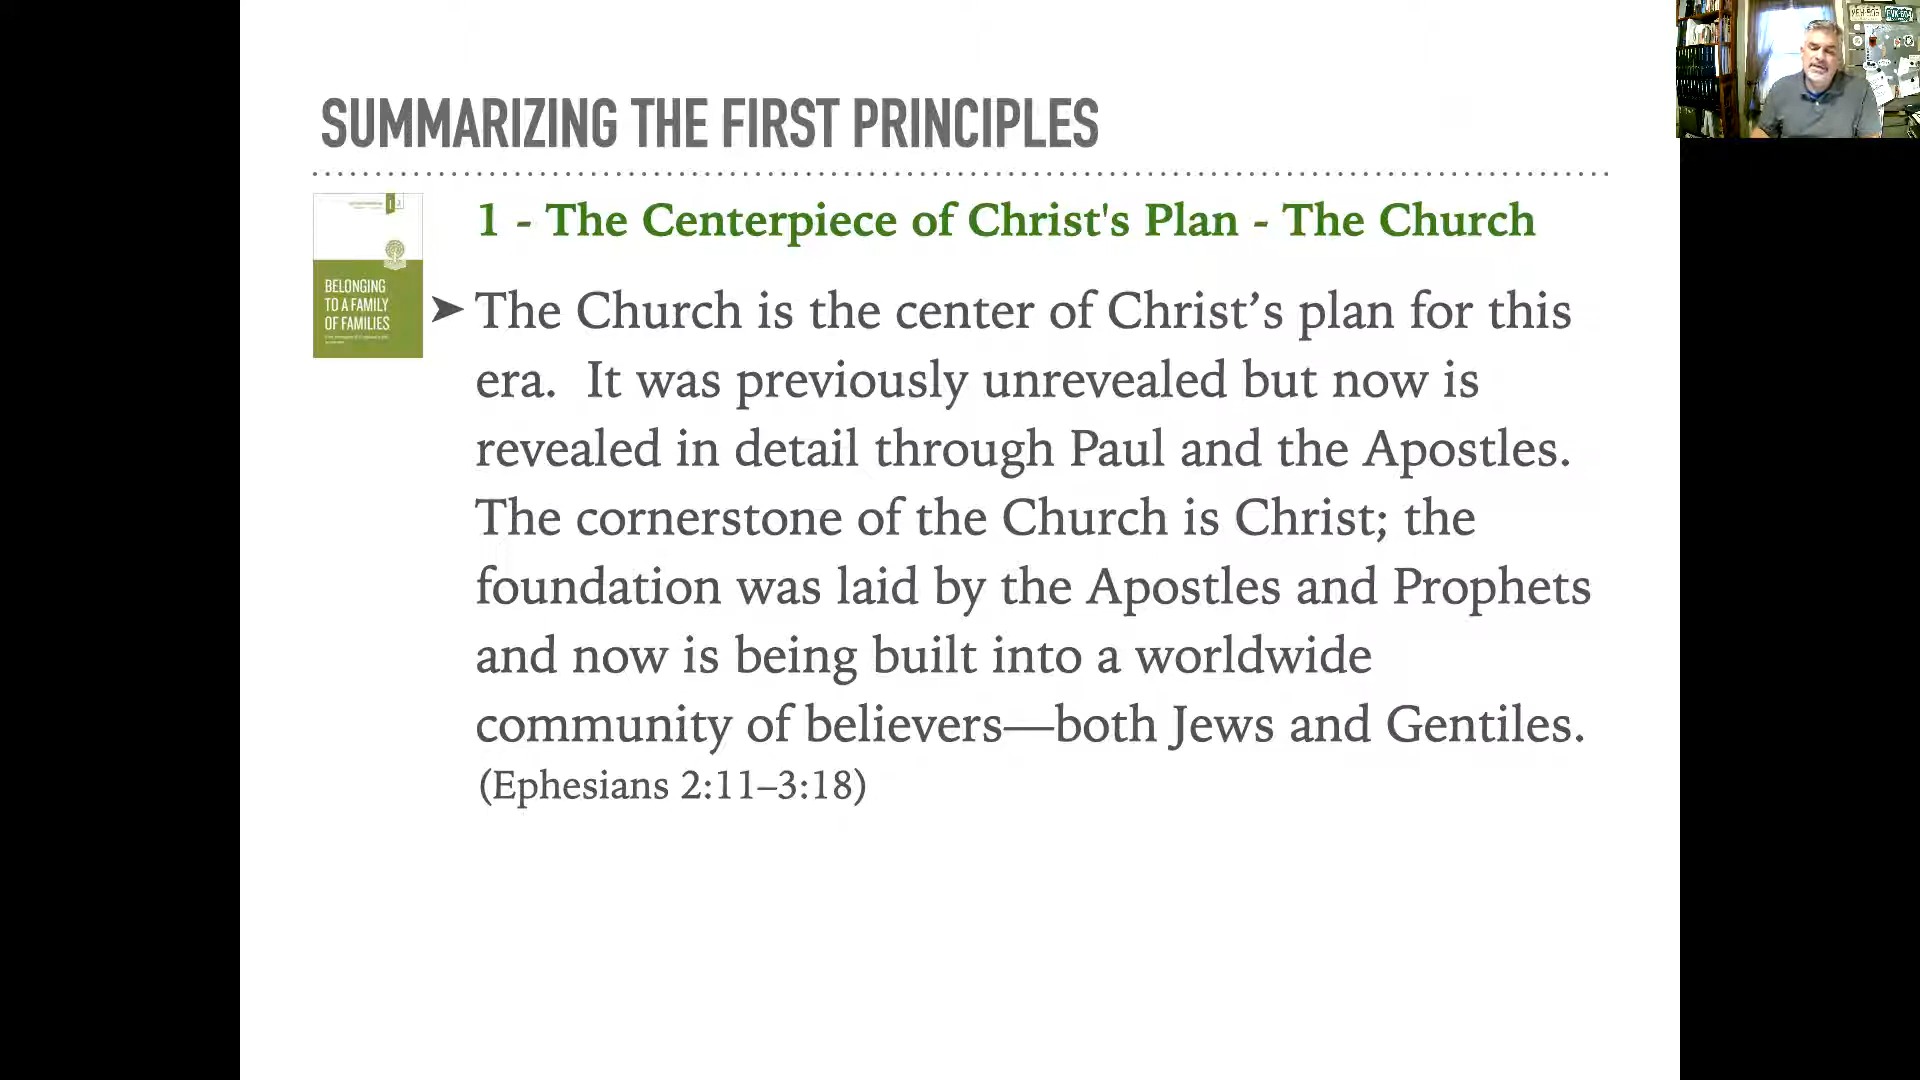 SUMMARIZING THE FIRST PRINCIPLES
1 - The Centerpiece of Christ's Plan - The Church
BELONGING
TO A FAMILY
OF FAMILIES
➤ The Church is the center of Christ’s plan for this
era.  It was previously unrevealed but now is
revealed in detail through Paul and the Apostles.
The cornerstone of the Church is Christ; the
foundation was laid by the Apostles and Prophets
and now is being built into a worldwide
community of believers—both Jews and Gentiles.
(Ephesians 2:11–3:18)